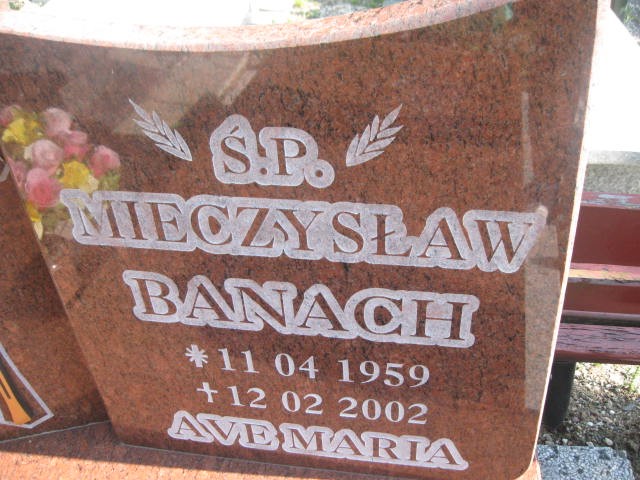 Ś.P.
MIECZYSŁAW
BANACH
* 11 04 1959
+ 12 02 2002
AVE MARIA